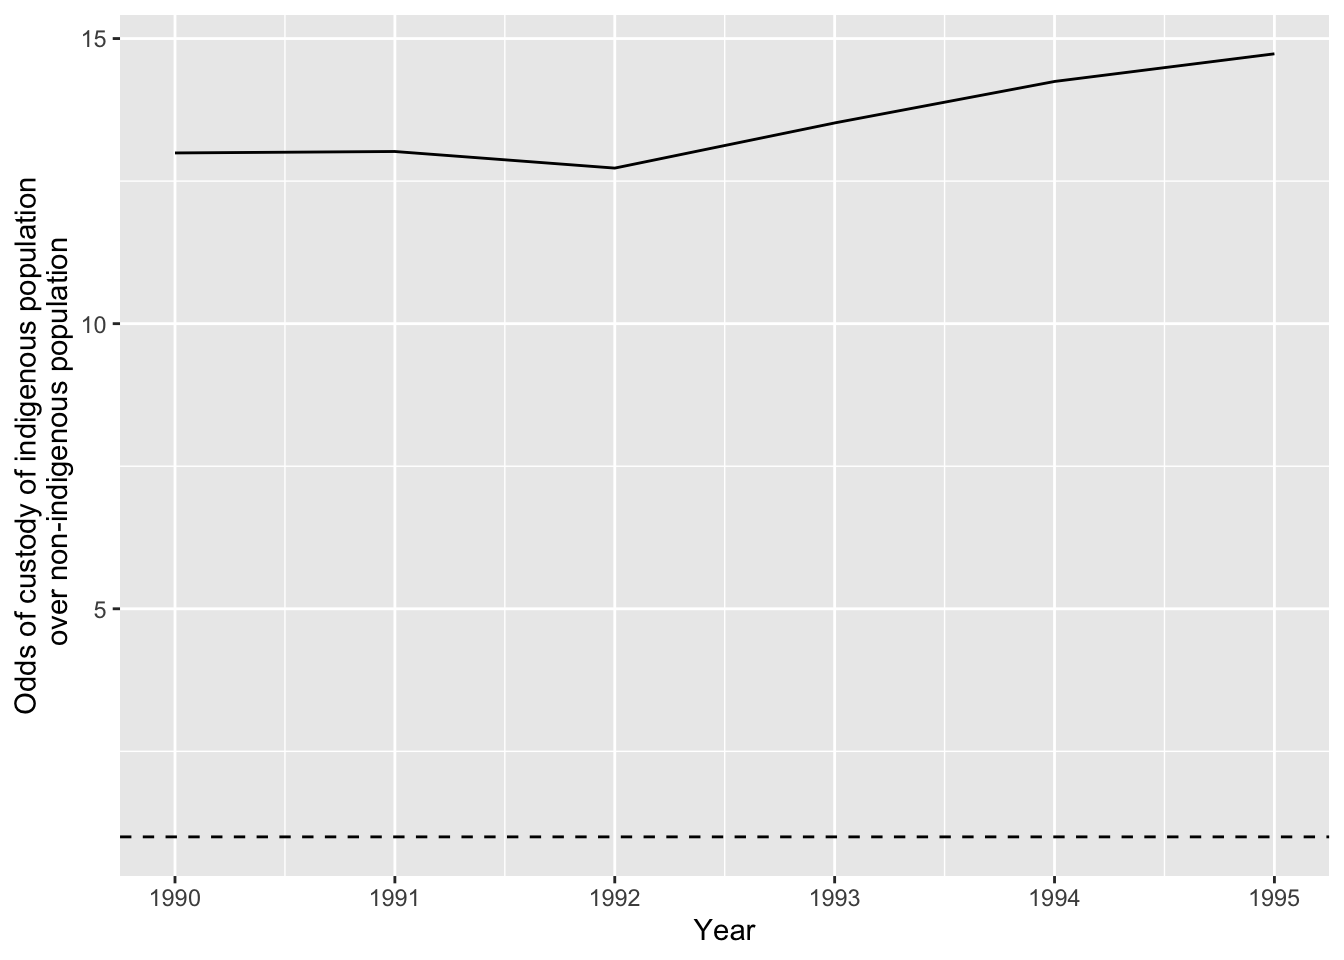 Odds of custody of indigenous population
over non-indigenous population
15
10
5
1990 1991 1992 1993 1994 1995
Year